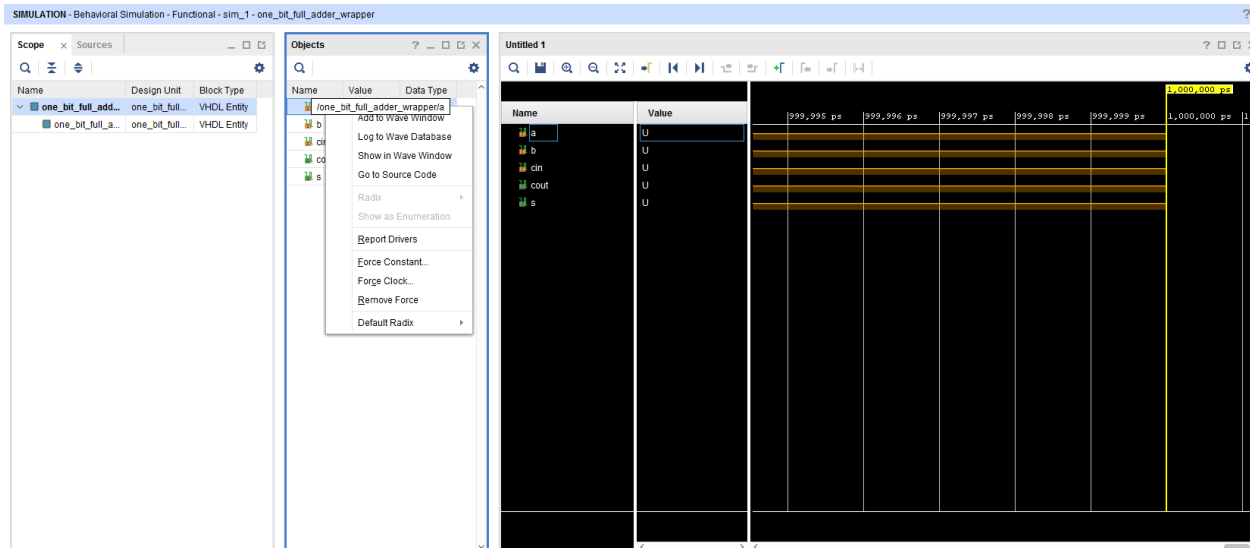 SIMULATION - Behavioral Simulation - Functional - sim_1 - one_bit_full_adder_wrapper ?
Scope x Sources
Name Design Unit Block Type
one_bit_full_add... one_bit_full... VHDL Entity
one_bit_full_a... one_bit_full... VHDL Entity
Objects ?
Name Value Data Type
/one_bit_full_adder_wrapper/a
b
cin
s
Add to Wave Window
Log to Wave Database
Show in Wave Window
Go to Source Code
Radix
Show as Enumeration
Report Drivers
Force Constant...
Force Clock...
Remove Force
Default Radix
Untitled 1 ?
1,000,000 ps
Name Value
999,995 ps 999,996 ps 999,997 ps 999,998 ps 999,999 ps 1,000,000 ps
a U
b U
cin U
cout U
s U